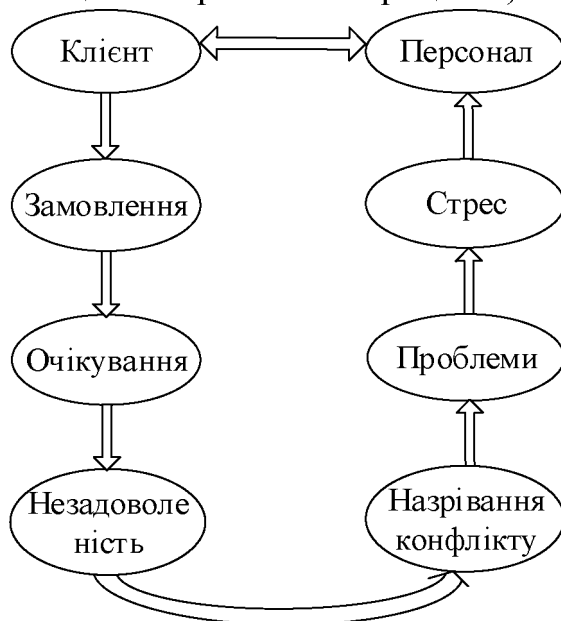 Клієнт
Персонал
Замовлення
Стрес
Очікування
Проблеми
Незадоволе
ність
Назрівання
конфлікту